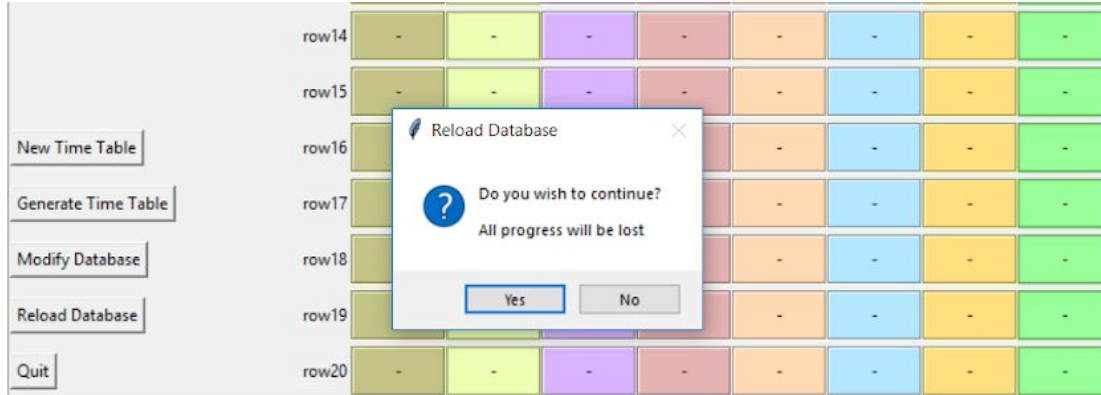 row14 - - - - - - - -
row15 - - - - - - - -
Reload Database
New Time Table row16 - - - -
Do you wish to continue?
Generate Time Table row17 - - - -
All progress will be lost
Modify Database row18 - - - -
Yes No
Reload Database row19 - - - -
Quit row20 - - - - - - - -